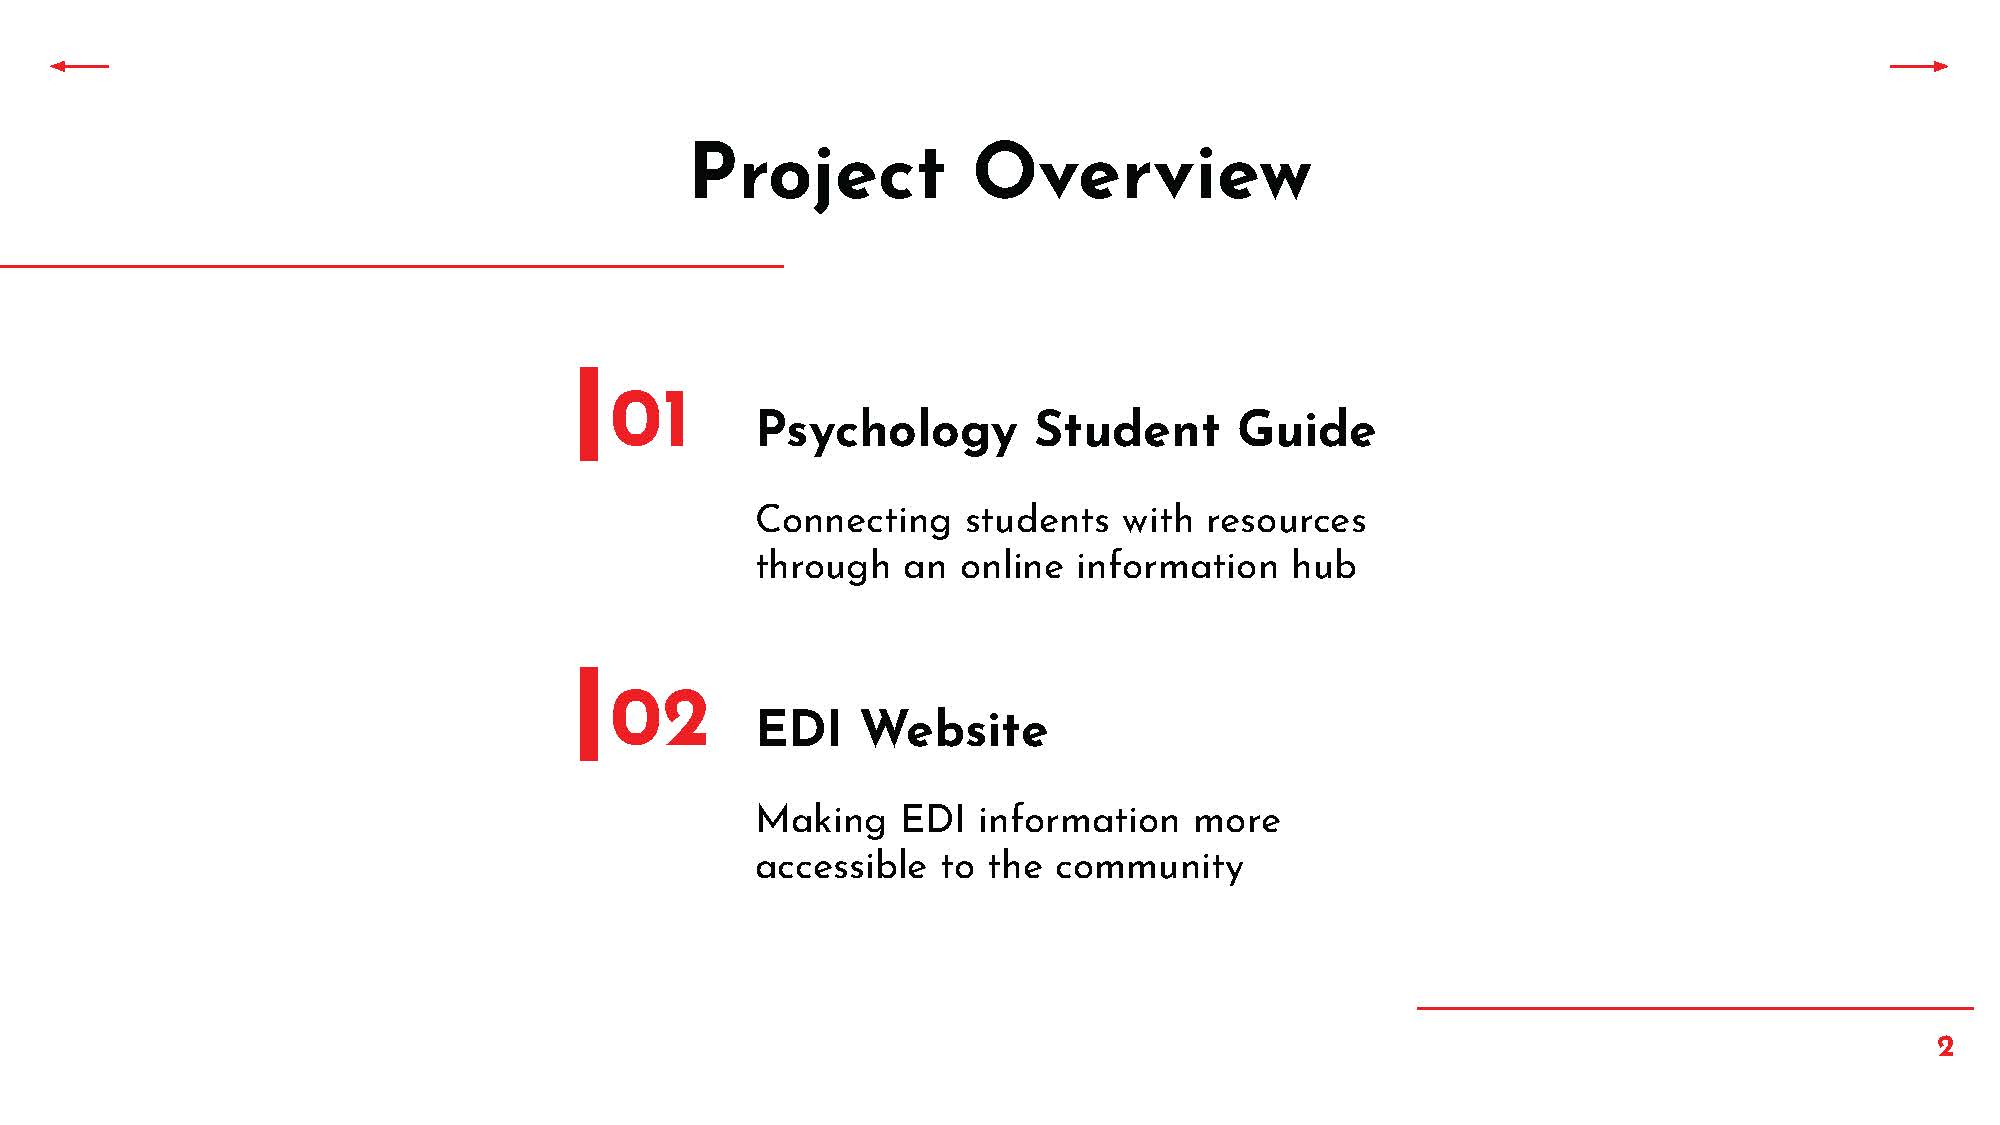 Project Overview
01
Psychology Student Guide
Connecting students with resources
through an online information hub
02
EDI Website
Making EDI information more
accessible to the community
2